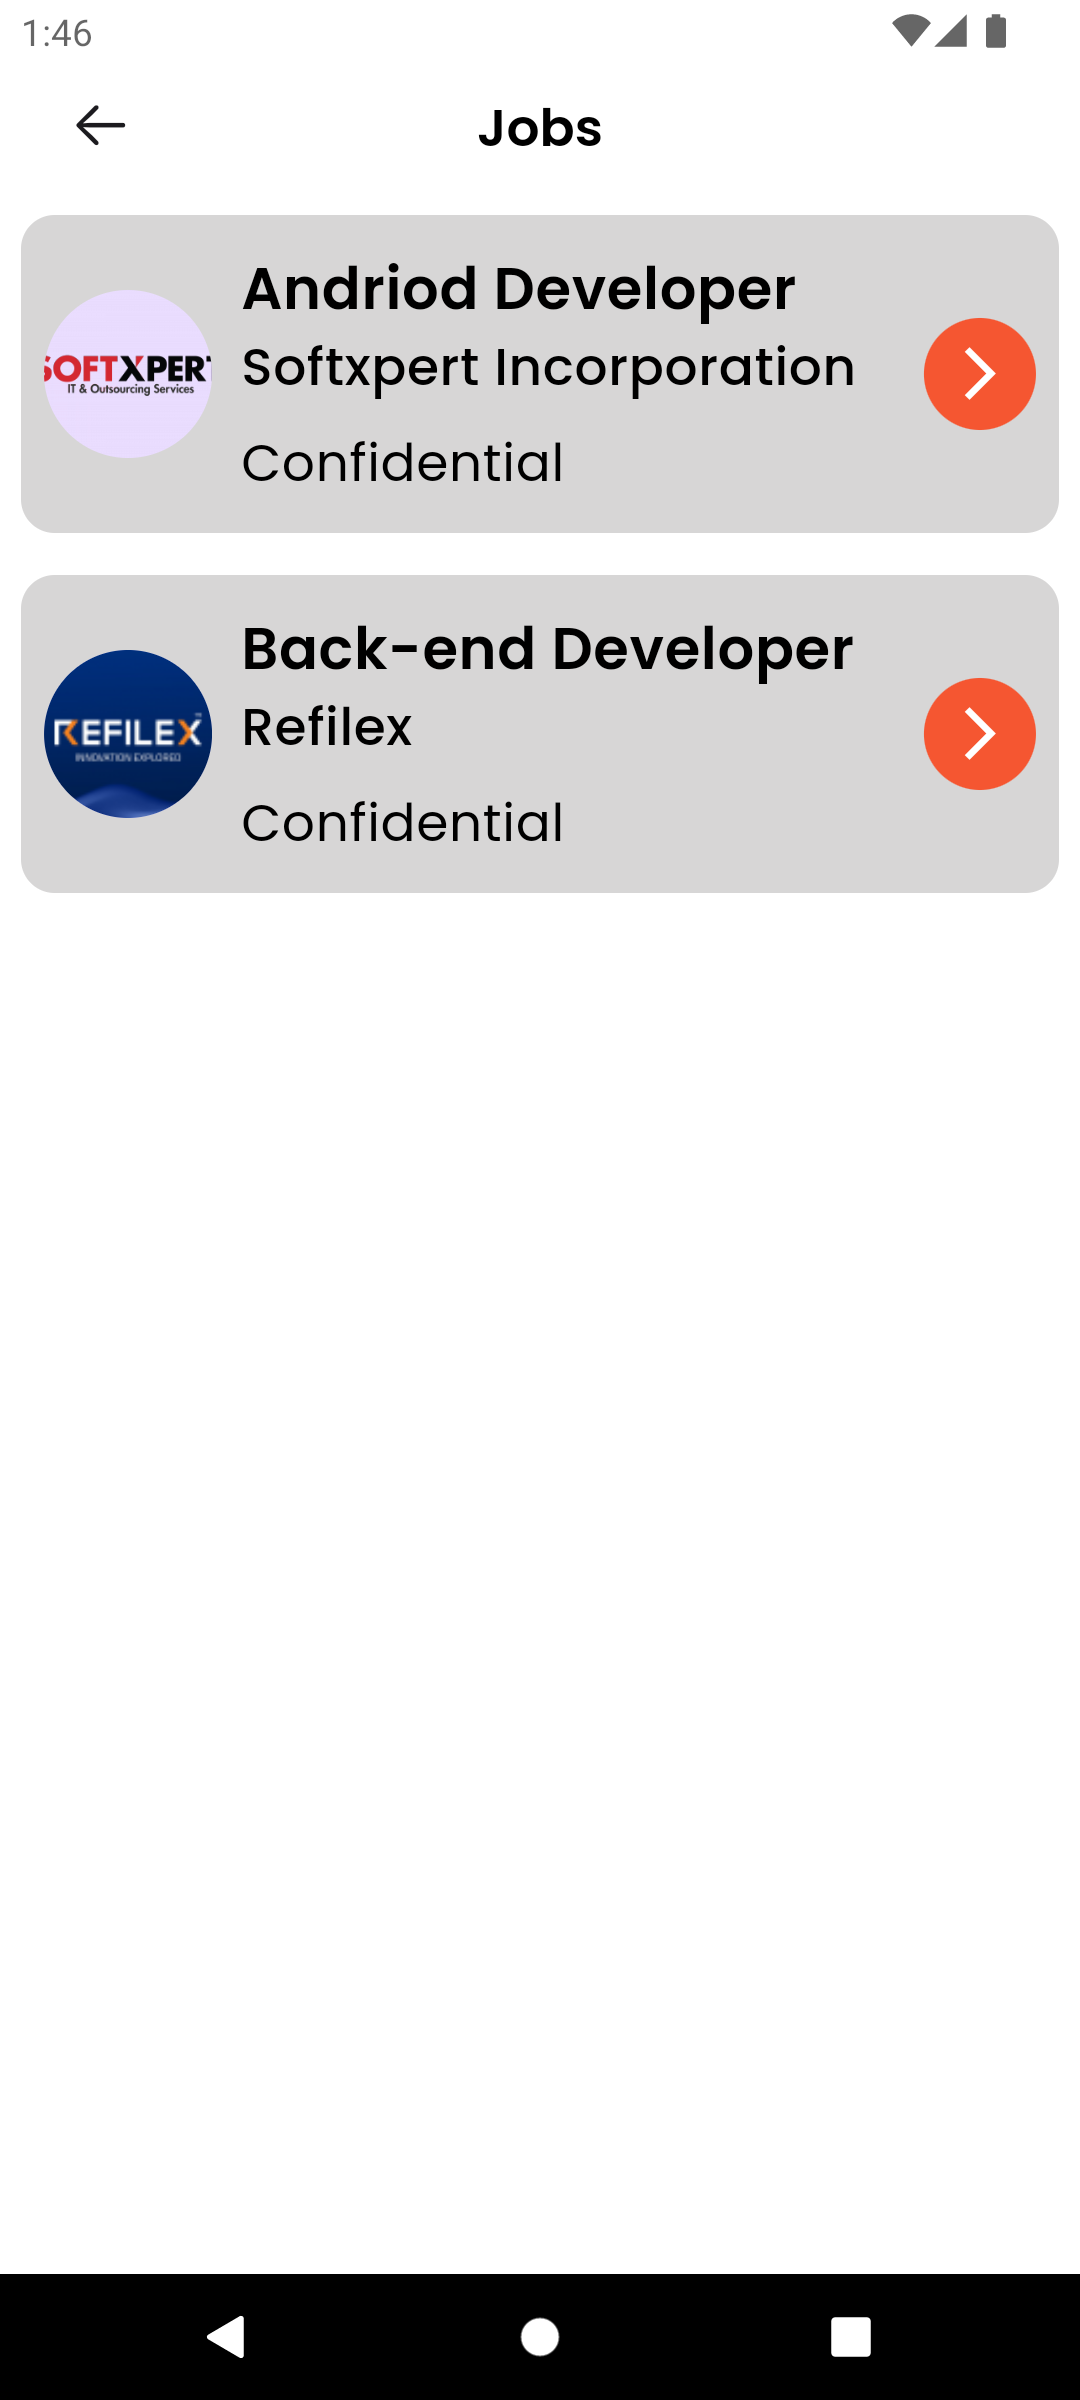 1:46
Jobs
Andriod Developer
Softxpert Incorporation
Confidential
SOFTXPERT
IT & Outsourcing Services
Back-end Developer
Refilex
Confidential
REFILEX
INNOVATION EXPLORED